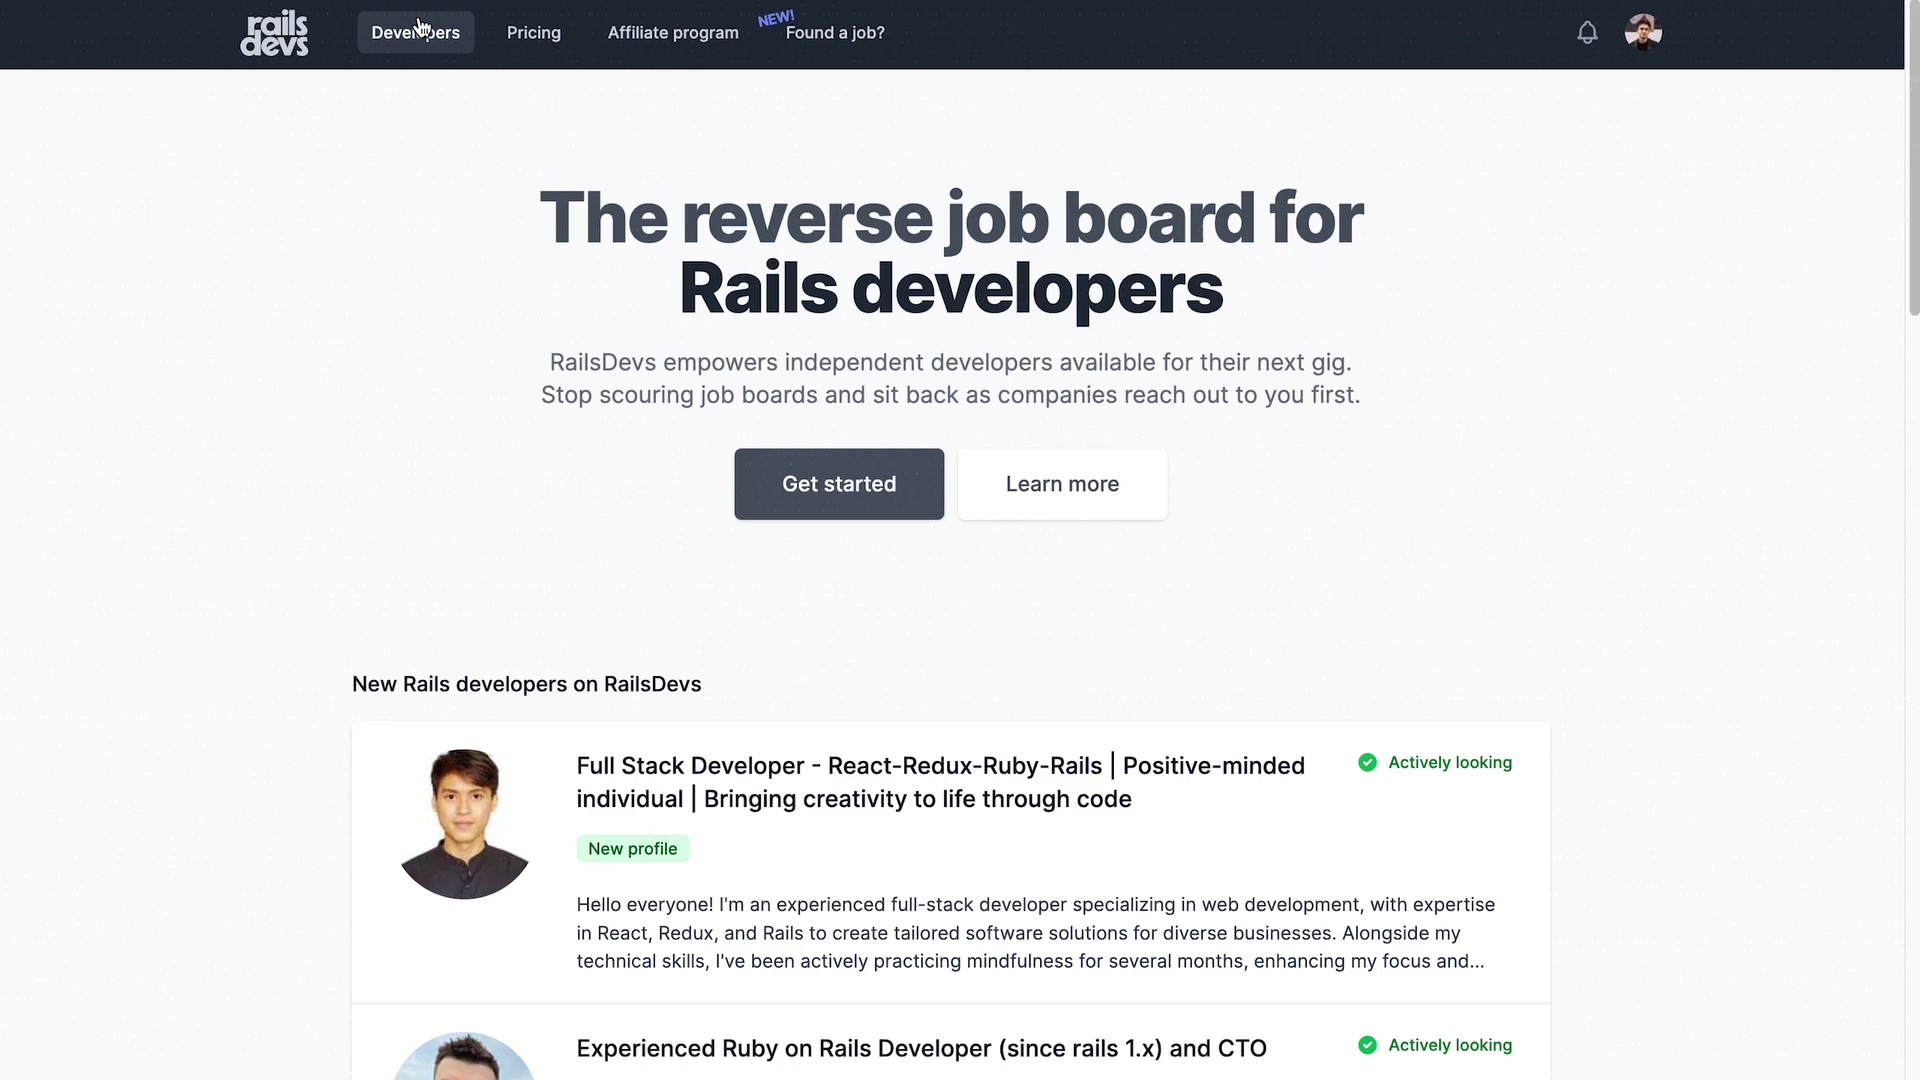 rails
devs
Developers
Pricing
Affiliate program
NEW!
Found a job?
The reverse job board for
Rails developers
RailsDevs empowers independent developers available for their next gig.
Stop scouring job boards and sit back as companies reach out to you first.
Get started
Learn more
New Rails developers on RailsDevs
Full Stack Developer - React-Redux-Ruby-Rails | Positive-minded
individual | Bringing creativity to life through code
Actively looking
New profile
Hello everyone! I'm an experienced full-stack developer specializing in web development, with expertise
in React, Redux, and Rails to create tailored software solutions for diverse businesses. Alongside my
technical skills, I've been actively practicing mindfulness for several months, enhancing my focus and...
Experienced Ruby on Rails Developer (since rails 1.x) and CTO
Actively looking